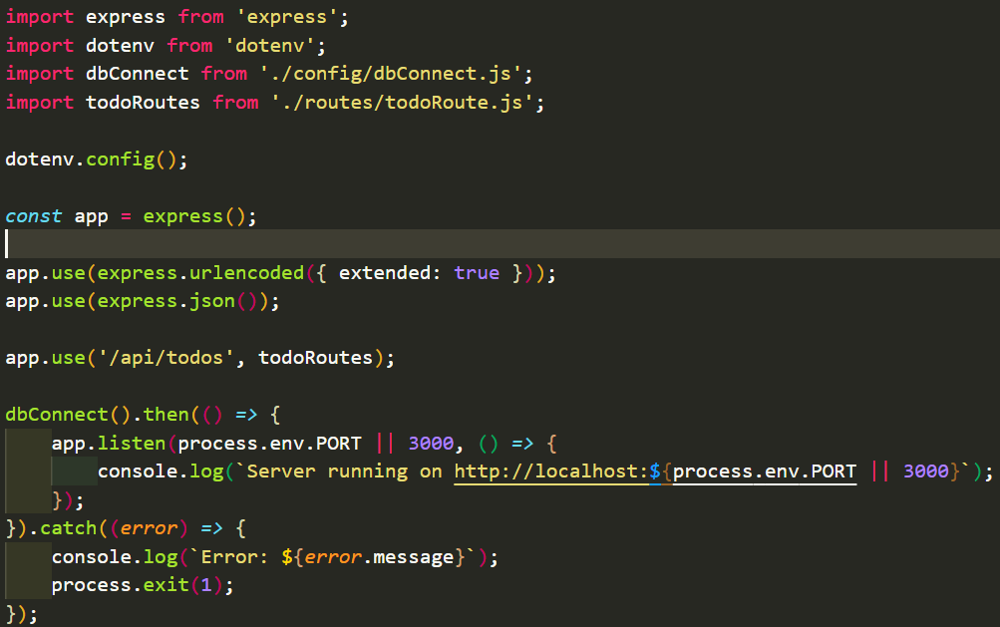 import express from 'express';
import dotenv from 'dotenv';
import dbConnect from './config/dbConnect.js';
import todoRoutes from './routes/todoRoute.js';

dotenv.config();

const app = express();

app.use(express.urlencoded({ extended: true }));
app.use(express.json());

app.use('/api/todos', todoRoutes);

dbConnect().then(() => {
    app.listen(process.env.PORT || 3000, () => {
        console.log(`Server running on http://localhost:${process.env.PORT || 3000}`);
    });
}).catch((error) => {
    console.log(`Error: ${error.message}`);
    process.exit(1);
});